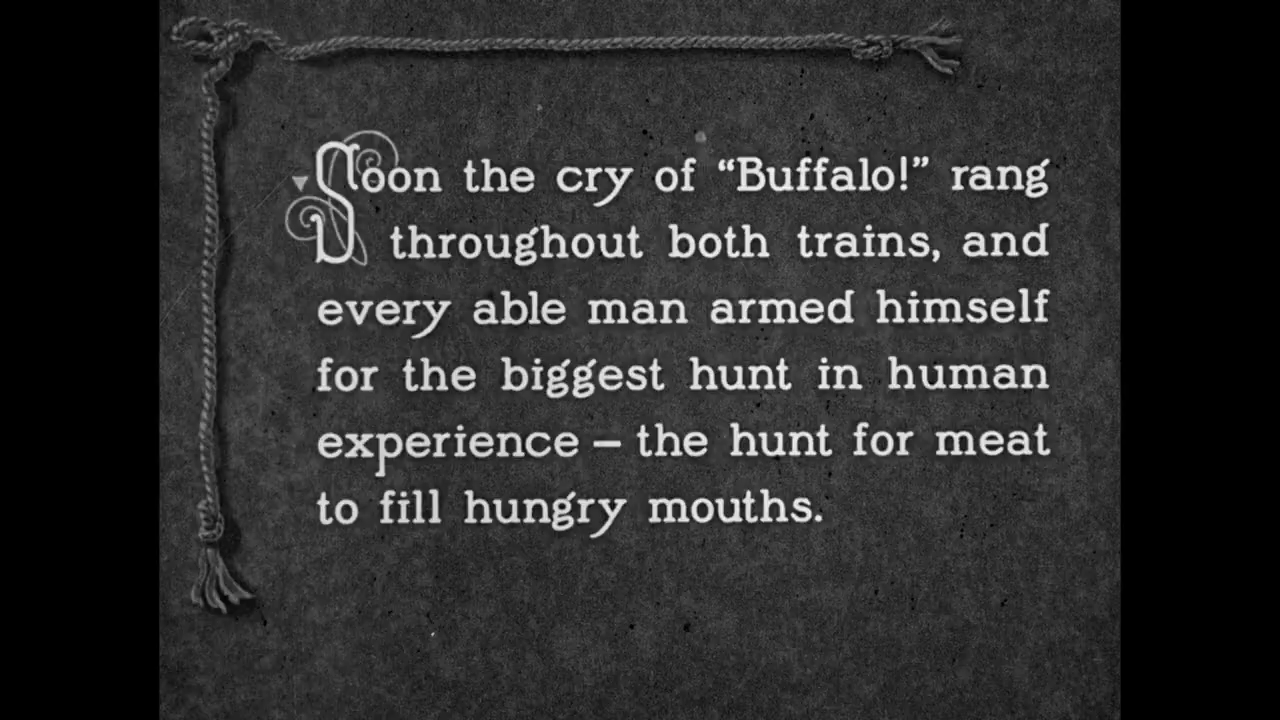 Soon the cry of “Buffalo!” rang
throughout both trains, and
every able man armed himself
for the biggest hunt in human
experience – the hunt for meat
to fill hungry mouths.